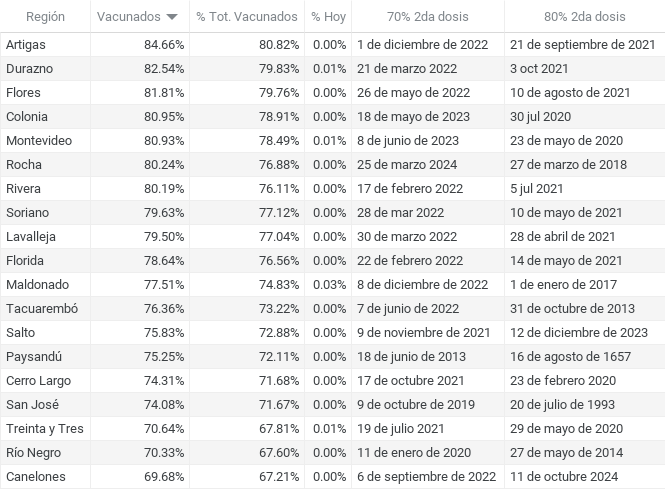 Región Vacunados % Tot. Vacunados % Hoy 70% 2da dosis 80% 2da dosis
Artigas 84.66% 80.82% 0.00% 1 de diciembre de 2022 21 de septiembre de 2021
Durazno 82.54% 79.83% 0.01% 21 de marzo 2022 3 oct 2021
Flores 81.81% 79.76% 0.00% 26 de mayo de 2022 10 de agosto de 2021
Colonia 80.95% 78.91% 0.00% 18 de mayo de 2023 30 jul 2020
Montevideo 80.93% 78.49% 0.01% 8 de junio de 2023 23 de mayo de 2020
Rocha 80.24% 76.88% 0.00% 25 de marzo 2024 27 de marzo de 2018
Rivera 80.19% 76.11% 0.00% 17 de febrero 2022 5 jul 2021
Soriano 79.63% 77.12% 0.00% 28 de mar 2022 10 de mayo de 2021
Lavalleja 79.50% 77.04% 0.00% 30 de marzo 2022 28 de abril de 2021
Florida 78.64% 76.56% 0.00% 22 de febrero 2022 14 de mayo de 2021
Maldonado 77.51% 74.83% 0.03% 8 de diciembre de 2022 1 de enero de 2017
Tacuarembó 76.36% 73.22% 0.00% 7 de junio de 2022 31 de octubre de 2013
Salto 75.83% 72.88% 0.00% 9 de noviembre de 2021 12 de diciembre de 2023
Paysandú 75.25% 72.11% 0.00% 18 de junio de 2013 16 de agosto de 1657
Cerro Largo 74.31% 71.68% 0.00% 17 de octubre 2021 23 de febrero 2020
San José 74.08% 71.67% 0.00% 9 de octubre de 2019 20 de julio de 1993
Treinta y Tres 70.64% 67.81% 0.01% 19 de julio 2021 29 de mayo de 2020
Río Negro 70.33% 67.60% 0.00% 11 de enero de 2020 27 de mayo de 2014
Canelones 69.68% 67.21% 0.00% 6 de septiembre de 2022 11 de octubre 2024